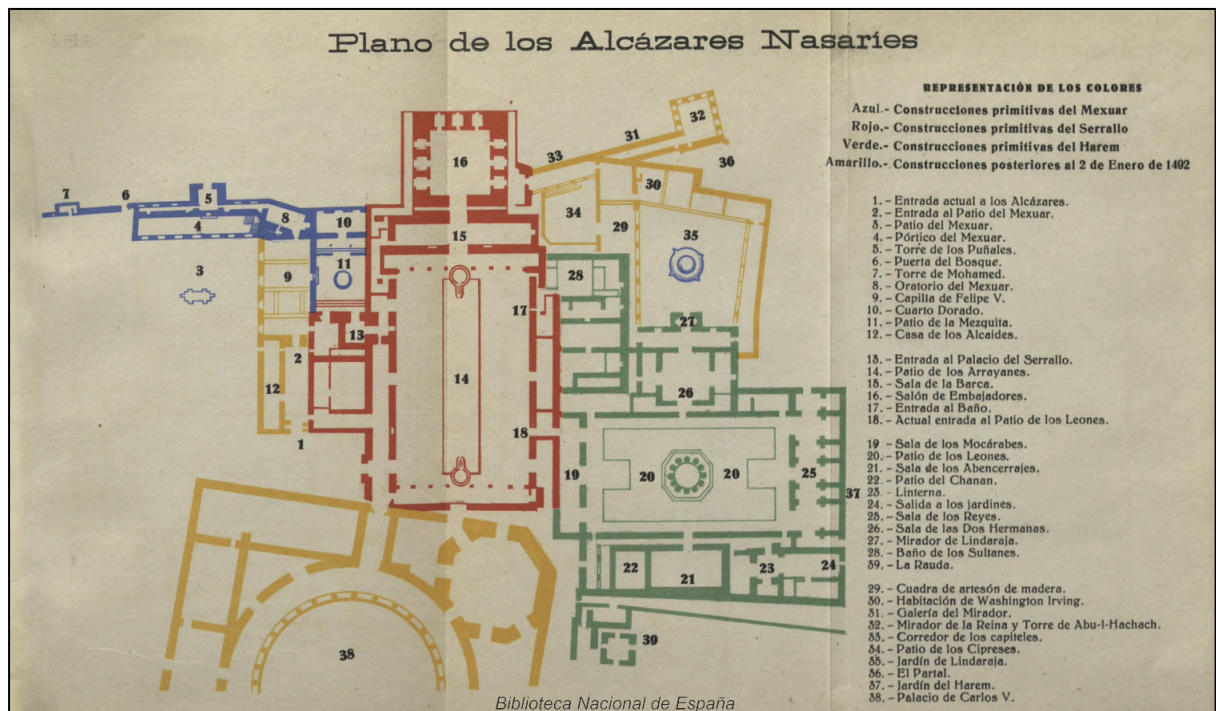 Plano de los Alcázares Nasaríes
REPRESENTACIÓN DE LOS COLORES
Azul.- Construcciones primitivas del Mexuar
Rojo.- Construcciones primitivas del Serrallo
Verde.- Construcciones primitivas del Harem
Amarillo.- Construcciones posteriores al 2 de Enero de 1492
1. - Entrada actual a los Alcázares.
2. - Entrada al Patio del Mexuar.
3. - Patio del Mexuar.
4. - Pórtico del Mexuar.
5. - Torre de los Puñales.
6. - Puerta del Bosque.
7. - Torre de Mohamed.
8. - Oratorio del Mexuar.
9. - Capilla de Felipe V.
10. - Cuarto Dorado.
11. - Patio de la Mezquita.
12. - Casa de los Alcaides.
13. - Entrada al Palacio del Serrallo.
14. - Patio de los Arrayanes.
15. - Sala de la Barca.
16. - Salón de Embajadores.
17. - Entrada al Baño.
18. - Actual entrada al Patio de los Leones.
19 - Sala de los Mocárabes.
20. - Patio de los Leones.
21. - Sala de los Abencerrajes.
22. - Patio del Chanan.
23. - Linterna.
24. - Salida a los jardines.
25. - Sala de los Reyes.
26. - Sala de las Dos Hermanas.
27. - Mirador de Lindaraja.
28. - Baño de los Sultanes.
39. - La Rauda.
29. - Cuadra de artesón de madera.
30. - Habitación de Washington Irving.
31. - Galería del Mirador.
32. - Mirador de la Reina y Torre de Abu-l-Hachach.
33. - Corredor de los capiteles.
34. - Patio de los Cipreses.
35. - Jardín de Lindaraja.
36. - El Partal.
37. - Jardín del Harem.
38. - Palacio de Carlos V.
32
31
33
36
16
30
7
6
5
8
10
34
4
29
35
15
3
9
11
28
17
27
13
2
14
12
26
18
1
19
20
20
25
37
22
21
23
24
39
38
Biblioteca Nacional de España